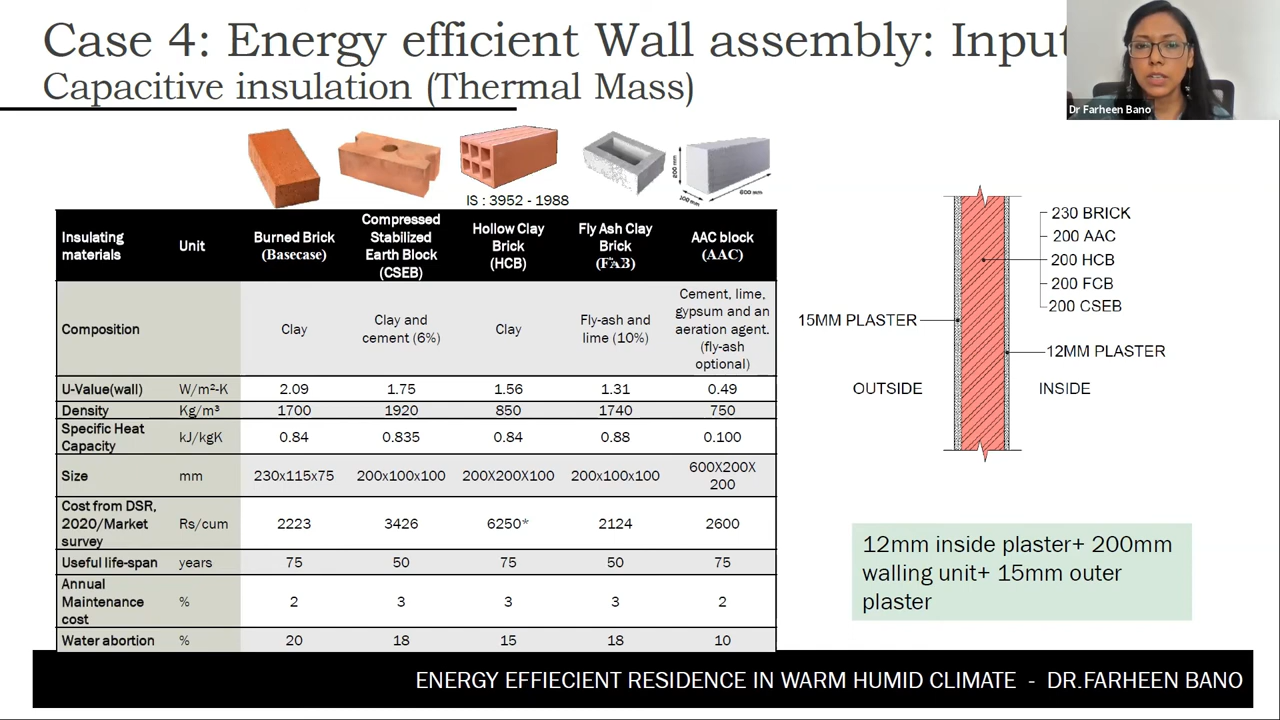 Case 4: Energy efficient Wall assembly: Input
Capacitive insulation (Thermal Mass)
Dr Farheen Bano
200 mm
100 mm
600 mm
IS : 3952 - 1988
Insulating materials Unit Burned Brick (Basecase) Compressed Stabilized Earth Block (CSEB) Hollow Clay Brick (HCB) Fly Ash Clay Brick (FAB) AAC block (AAC)
Composition Clay Clay and cement (6%) Clay Fly-ash and lime (10%) Cement, lime, gypsum and an aeration agent. (fly-ash optional)
U-Value(wall) W/m²-K 2.09 1.75 1.56 1.31 0.49
Density Kg/m³ 1700 1920 850 1740 750
Specific Heat Capacity kJ/kgK 0.84 0.835 0.84 0.88 0.100
Size mm 230x115x75 200x100x100 200X200X100 200x100x100 600X200X 200
Cost from DSR, 2020/Market survey Rs/cum 2223 3426 6250* 2124 2600
Useful life-span years 75 50 75 50 75
Annual Maintenance cost % 2 3 3 3 2
Water abortion % 20 18 15 18 10
230 BRICK
200 AAC
200 HCB
200 FCB
200 CSEB
15MM PLASTER
12MM PLASTER
OUTSIDE
INSIDE
12mm inside plaster+ 200mm
walling unit+ 15mm outer
plaster
ENERGY EFFIECIENT RESIDENCE IN WARM HUMID CLIMATE - DR.FARHEEN BANO